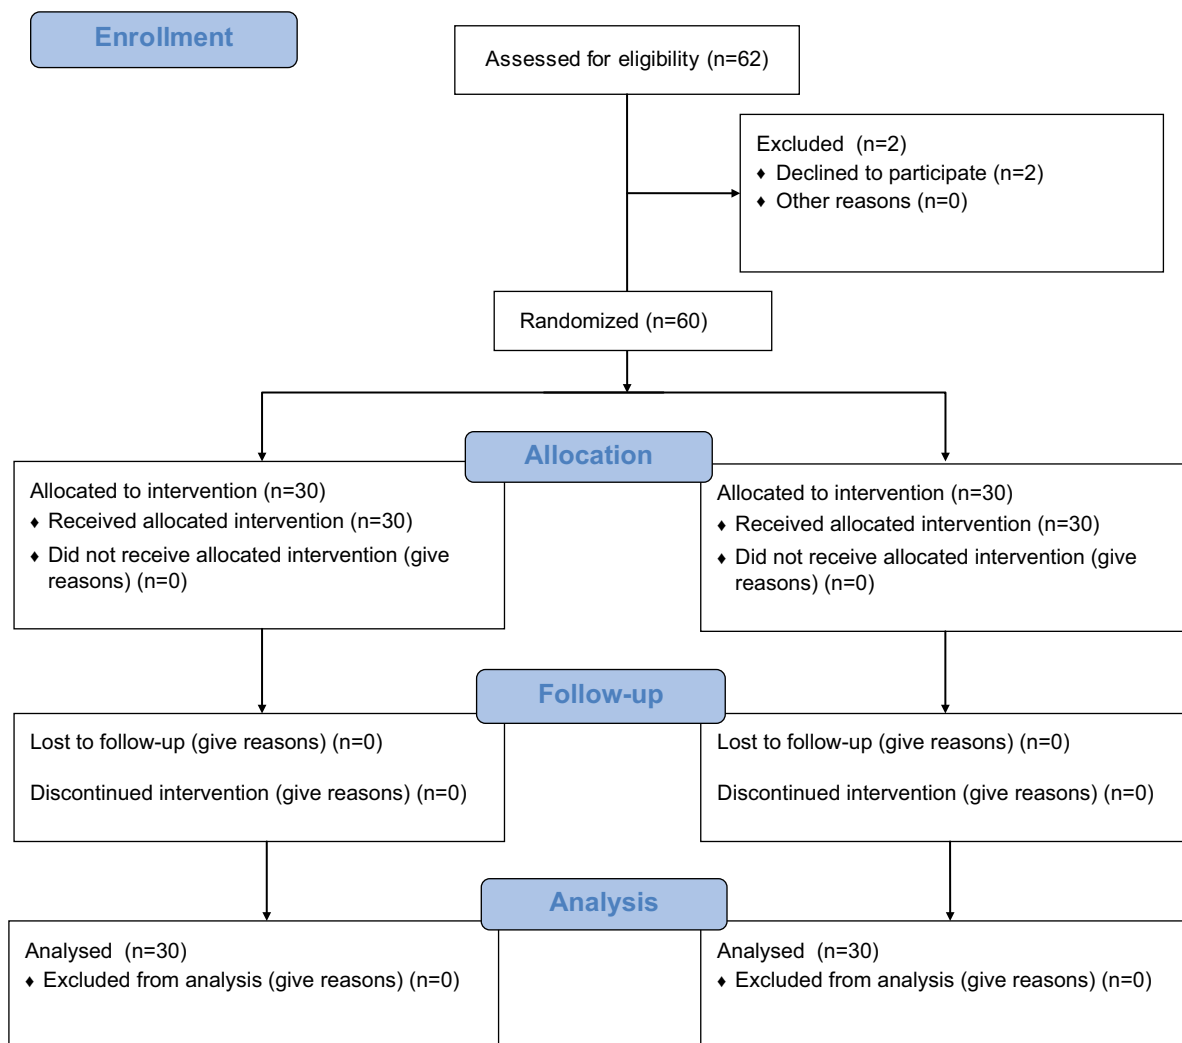 Enrollment
Assessed for eligibility (n=62)
Excluded (n=2)
♦ Declined to participate (n=2)
♦ Other reasons (n=0)
Randomized (n=60)
Allocation
Allocated to intervention (n=30)
♦ Received allocated intervention (n=30)
♦ Did not receive allocated intervention (give
reasons) (n=0)
Allocated to intervention (n=30)
♦ Received allocated intervention (n=30)
♦ Did not receive allocated intervention (give
reasons) (n=0)
Follow-up
Lost to follow-up (give reasons) (n=0)
Discontinued intervention (give reasons) (n=0)
Lost to follow-up (give reasons) (n=0)
Discontinued intervention (give reasons) (n=0)
Analysis
Analysed (n=30)
♦ Excluded from analysis (give reasons) (n=0)
Analysed (n=30)
♦ Excluded from analysis (give reasons) (n=0)